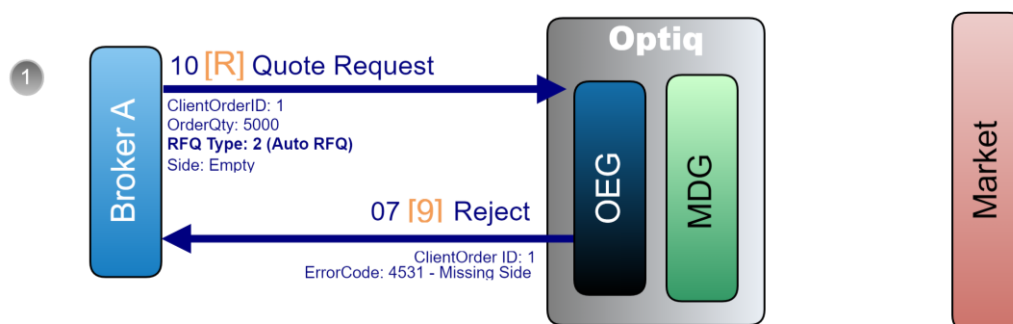 1
Broker A
10 [R] Quote Request
ClientOrderID: 1
OrderQty: 5000
RFQ Type: 2 (Auto RFQ)
Side: Empty
07 [9] Reject
ClientOrder ID: 1
ErrorCode: 4531 - Missing Side
Optiq
OEG
MDG
Market